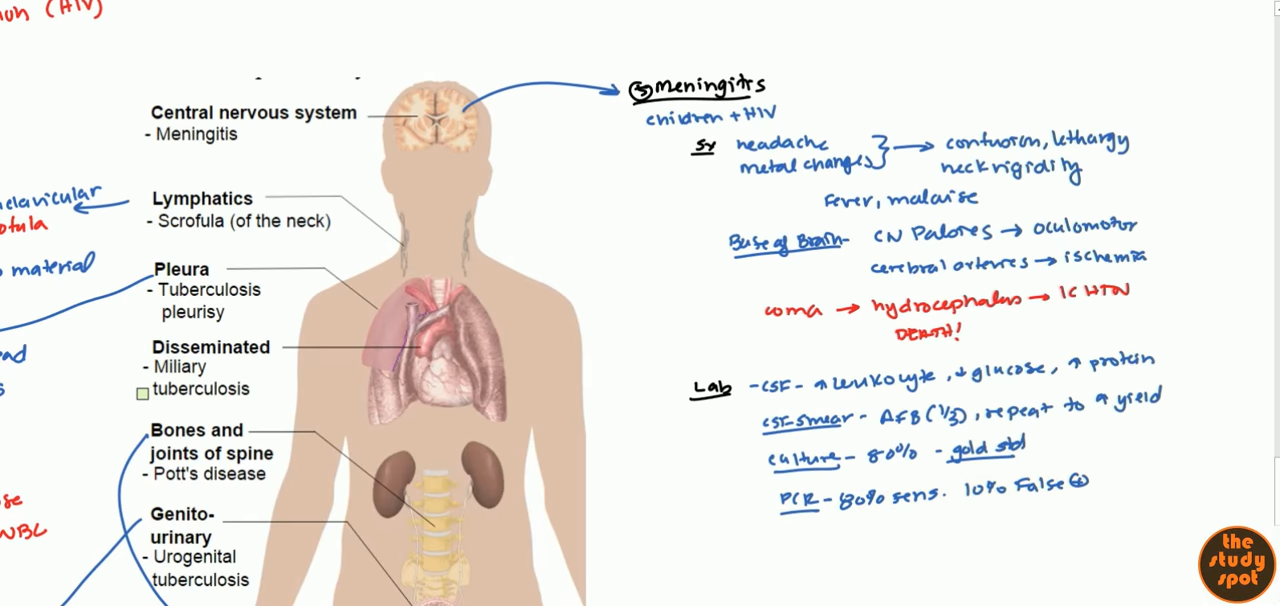 (HIV)
Central nervous system
- Meningitis
Lymphatics
- Scrofula (of the neck)
Pleura
- Tuberculosis
pleurisy
Disseminated
- Miliary
tuberculosis
Bones and
joints of spine
- Pott's disease
Genito-
urinary
- Urogenital
tuberculosis
material
WBC
⑤ Meningitis
children + HIV
Sx headache
metal changes } → confusion, lethargy
neck rigidity
Fever, malaise
Base of Brain - CN Palsies → oculomotor
cerebral arteries → ischemia
coma → hydrocephalus → IC HTN
DEATH!
Lab - CSF - ↑ leukocyte, ↓ glucose, ↑ protein
CSF smear - AFB (1/3), repeat to ↑ yield
culture - 80% - gold std
PCR - 80% sens. 10% False ⊕
the
study
spot